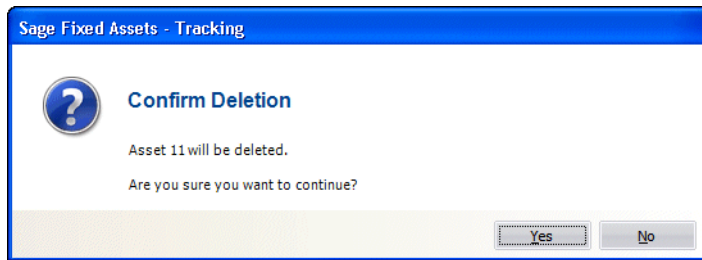 Sage Fixed Assets - Tracking
Confirm Deletion
Asset 11 will be deleted.
Are you sure you want to continue?
Yes No